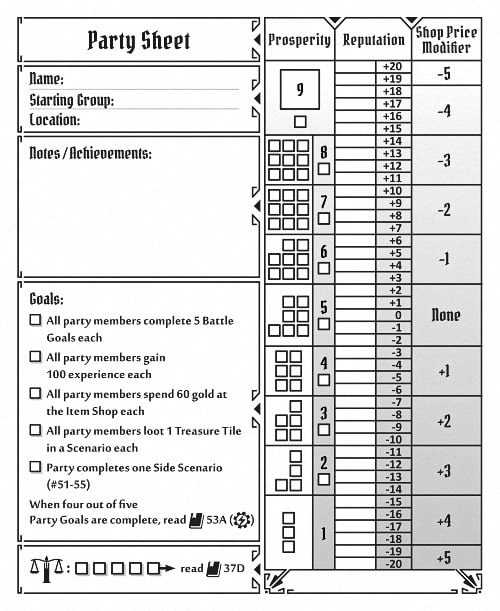 Party Sheet
Name:
Starting Group:
Location:
Notes / Achievements:
Goals:
All party members complete 5 Battle
Goals each
All party members gain
100 experience each
All party members spend 60 gold at
the Item Shop each
All party members loot 1 Treasure Tile
in a Scenario each
Party completes one Side Scenario
(#51-55)
When four out of five
Party Goals are complete, read 53A ( )
: read 37D
Prosperity
Reputation
Shop Price
Modifier
9
8
7
6
5
4
3
2
1
+20
+19
+18
+17
+16
+15
+14
+13
+12
+11
+10
+9
+8
+7
+6
+5
+4
+3
+2
+1
0
-1
-2
-3
-4
-5
-6
-7
-8
-9
-10
-11
-12
-13
-14
-15
-16
-17
-18
-19
-20
-5
-4
-3
-2
-1
None
+1
+2
+3
+4
+5